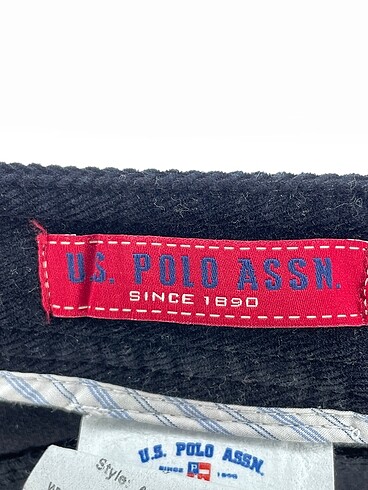 U.S. POLO ASSN.
SINCE 1890
U.S. POLO ASSN.
SINCE P 1890
Style: